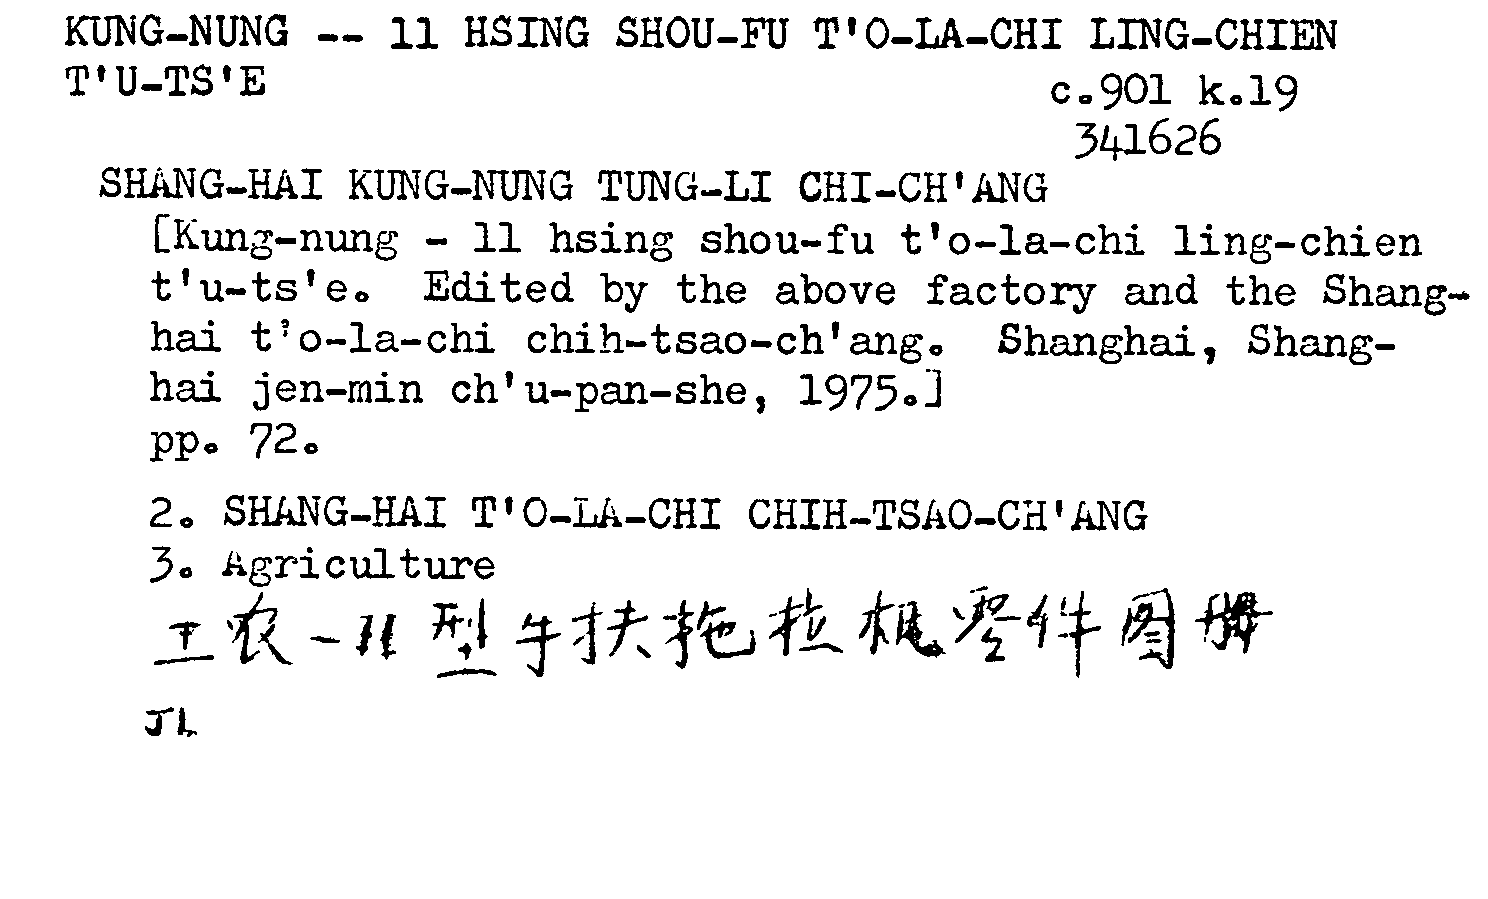 KUNG-NUNG -- 11 HSING SHOU-FU T'O-LA-CHI LING-CHIEN
T'U-TS'E
c.901 k.19
341626
SHANG-HAI KUNG-NUNG TUNG-LI CHI-CH'ANG
[Kung-nung - 11 hsing shou-fu t'o-la-chi ling-chien
t'u-ts'e. Edited by the above factory and the Shang-
hai t'o-la-chi chih-tsao-ch'ang. Shanghai, Shang-
hai jen-min ch'u-pan-she, 1975.]
pp. 72.
2. SHANG-HAI T'O-LA-CHI CHIH-TSAO-CH'ANG
3. Agriculture
工农-11型手扶拖拉机零件图册
JL